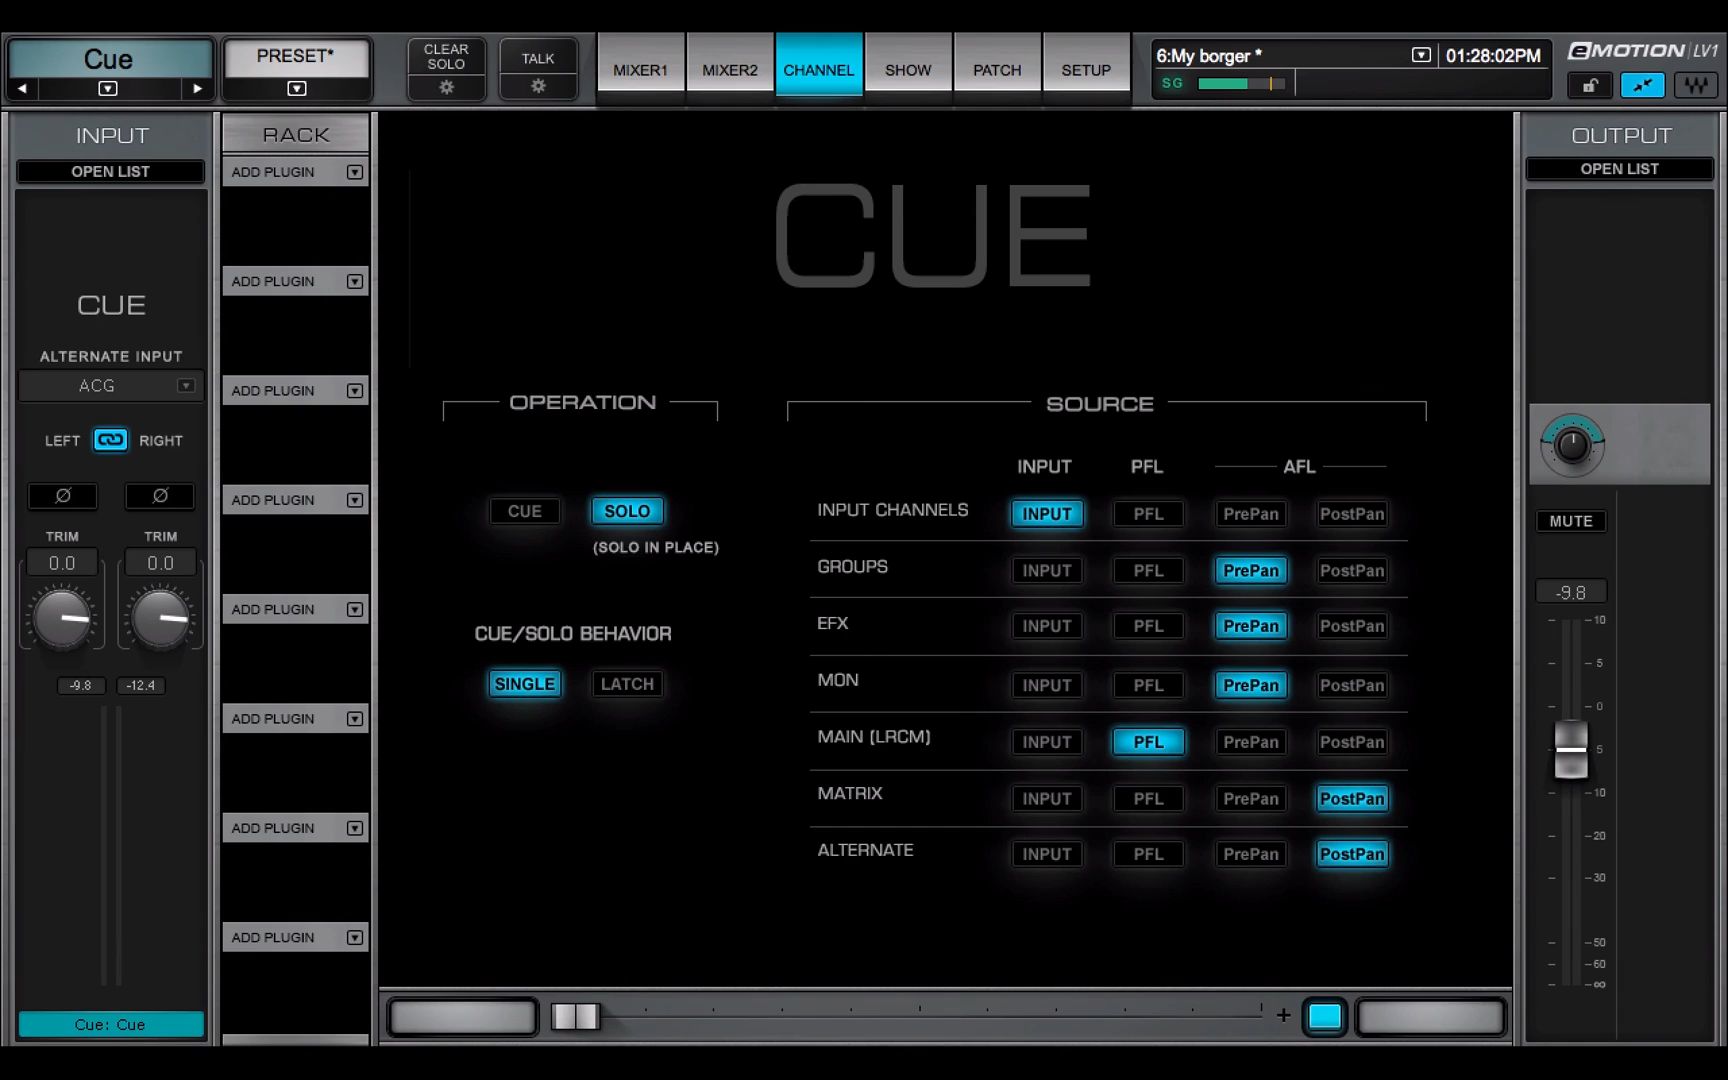 Cue
PRESET*
CLEAR
SOLO
TALK
MIXER1
MIXER2
CHANNEL
SHOW
PATCH
SETUP
6:My borger *
01:28:02PM
SG
eMOTION LV1
INPUT
OPEN LIST
CUE
ALTERNATE INPUT
ACG
LEFT
RIGHT
Ø
Ø
TRIM
TRIM
0.0
0.0
-9.8
-12.4
Cue: Cue
RACK
ADD PLUGIN
ADD PLUGIN
ADD PLUGIN
ADD PLUGIN
ADD PLUGIN
ADD PLUGIN
ADD PLUGIN
ADD PLUGIN
CUE
OPERATION
CUE
SOLO
(SOLO IN PLACE)
CUE/SOLO BEHAVIOR
SINGLE
LATCH
SOURCE
INPUT PFL AFL
INPUT CHANNELS INPUT PFL PrePan PostPan
GROUPS INPUT PFL PrePan PostPan
EFX INPUT PFL PrePan PostPan
MON INPUT PFL PrePan PostPan
MAIN (LRCM) INPUT PFL PrePan PostPan
MATRIX INPUT PFL PrePan PostPan
ALTERNATE INPUT PFL PrePan PostPan
+
OUTPUT
OPEN LIST
MUTE
-9.8
10
5
0
5
10
20
30
50
60
∞